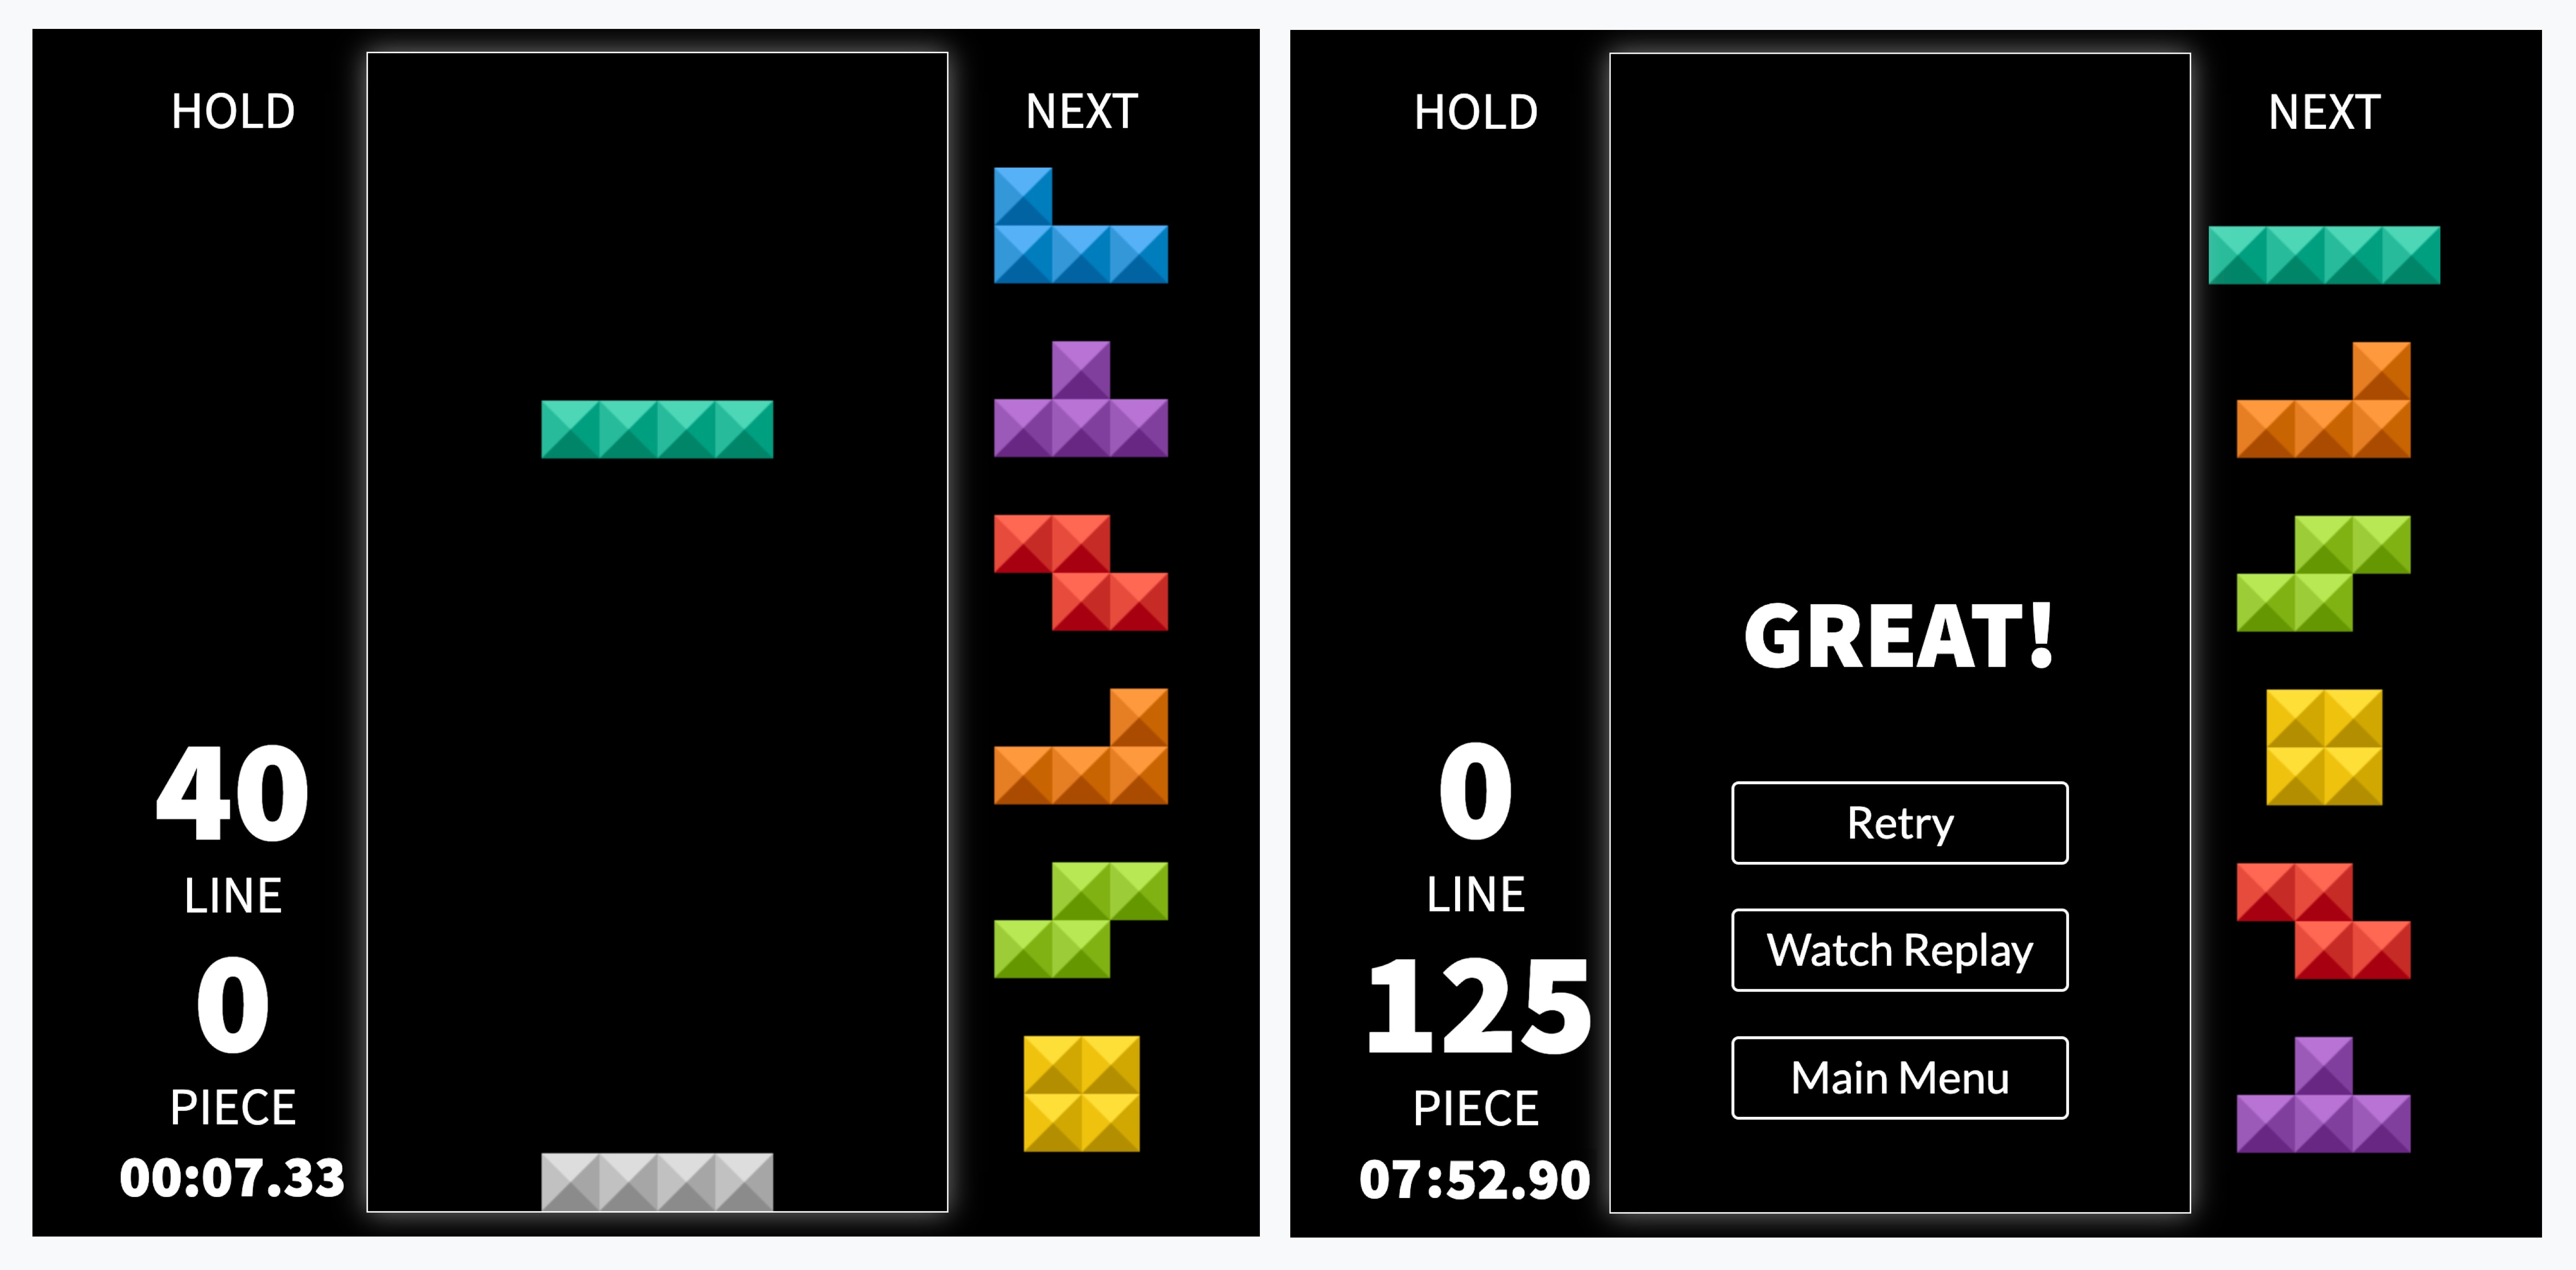 HOLD
NEXT
40
LINE
0
PIECE
00:07.33
HOLD
NEXT
GREAT!
0
LINE
125
PIECE
07:52.90
Retry
Watch Replay
Main Menu